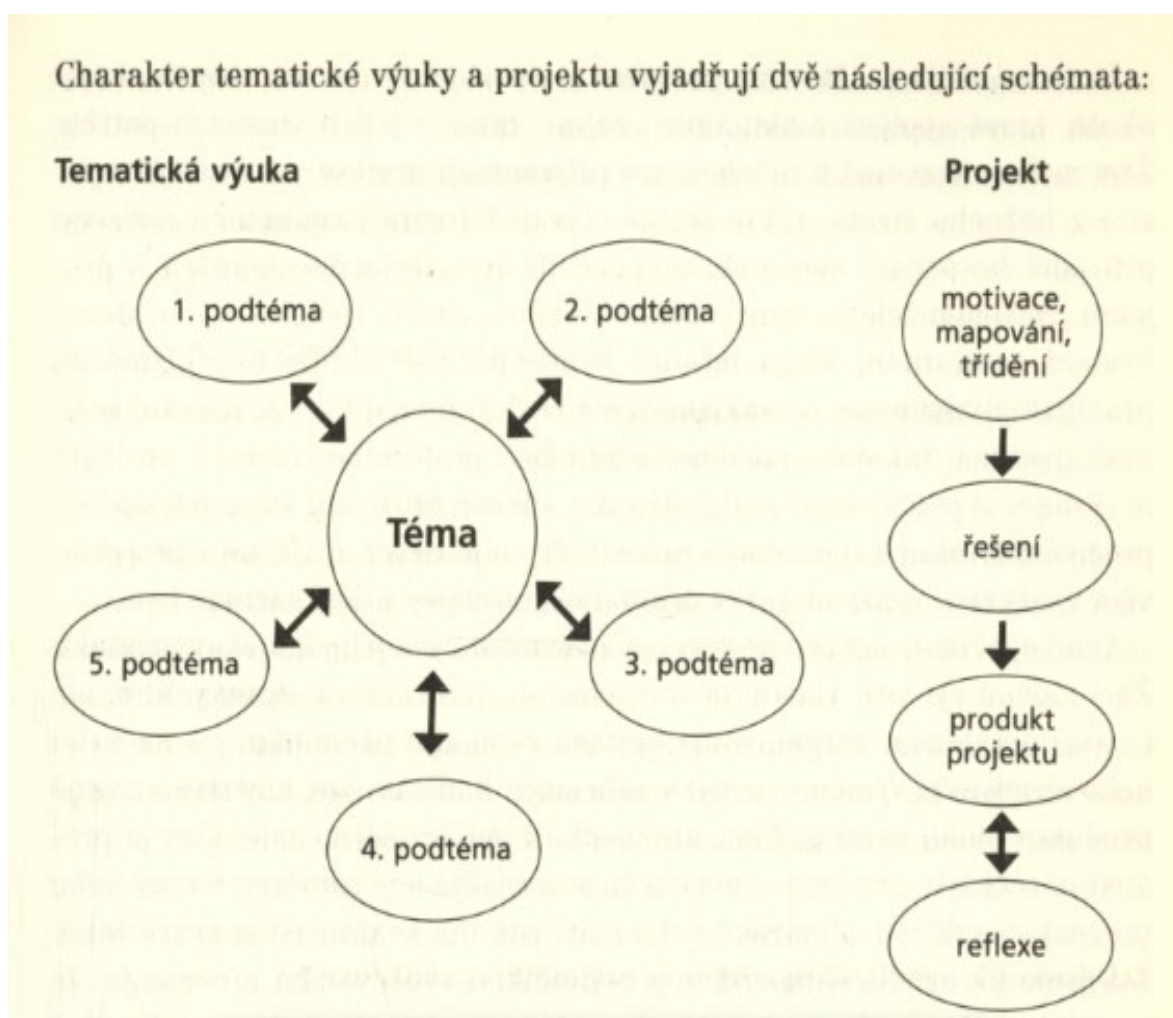 Charakter tematické výuky a projektu vyjadřují dvě následující schémata:
Tematická výuka
Projekt
1. podtéma
2. podtéma
motivace,
mapování,
třídění
Téma
řešení
5. podtéma
3. podtéma
produkt
projektu
4. podtéma
reflexe